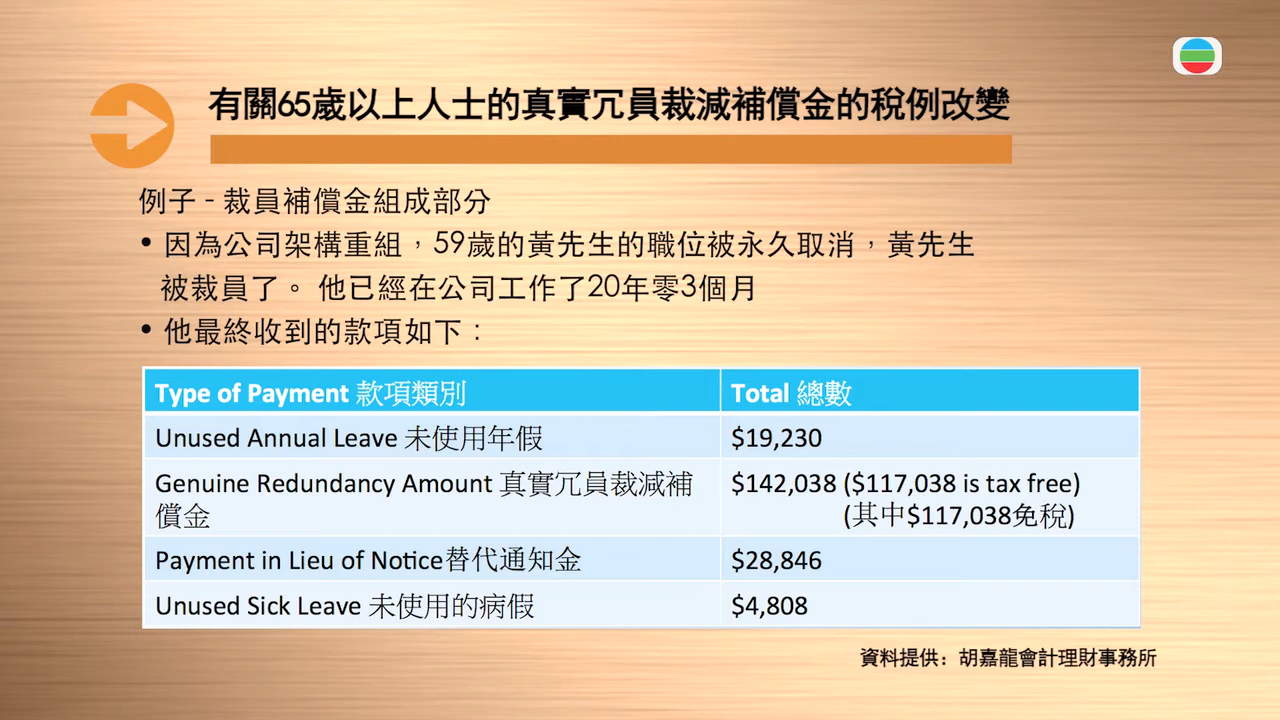 有關65歲以上人士的真實冗員裁減補償金的稅例改變
例子 - 裁員補償金組成部分
• 因為公司架構重組，59歲的黃先生的職位被永久取消，黃先生
被裁員了。 他已經在公司工作了20年零3個月
• 他最終收到的款項如下：
Type of Payment 款項類別 Total 總數
Unused Annual Leave 未使用年假 $19,230
Genuine Redundancy Amount 真實冗員裁減補 $142,038 ($117,038 is tax free)
償金 (其中$117,038免稅)
Payment in Lieu of Notice替代通知金 $28,846
Unused Sick Leave 未使用的病假 $4,808
資料提供：胡嘉龍會計理財事務所